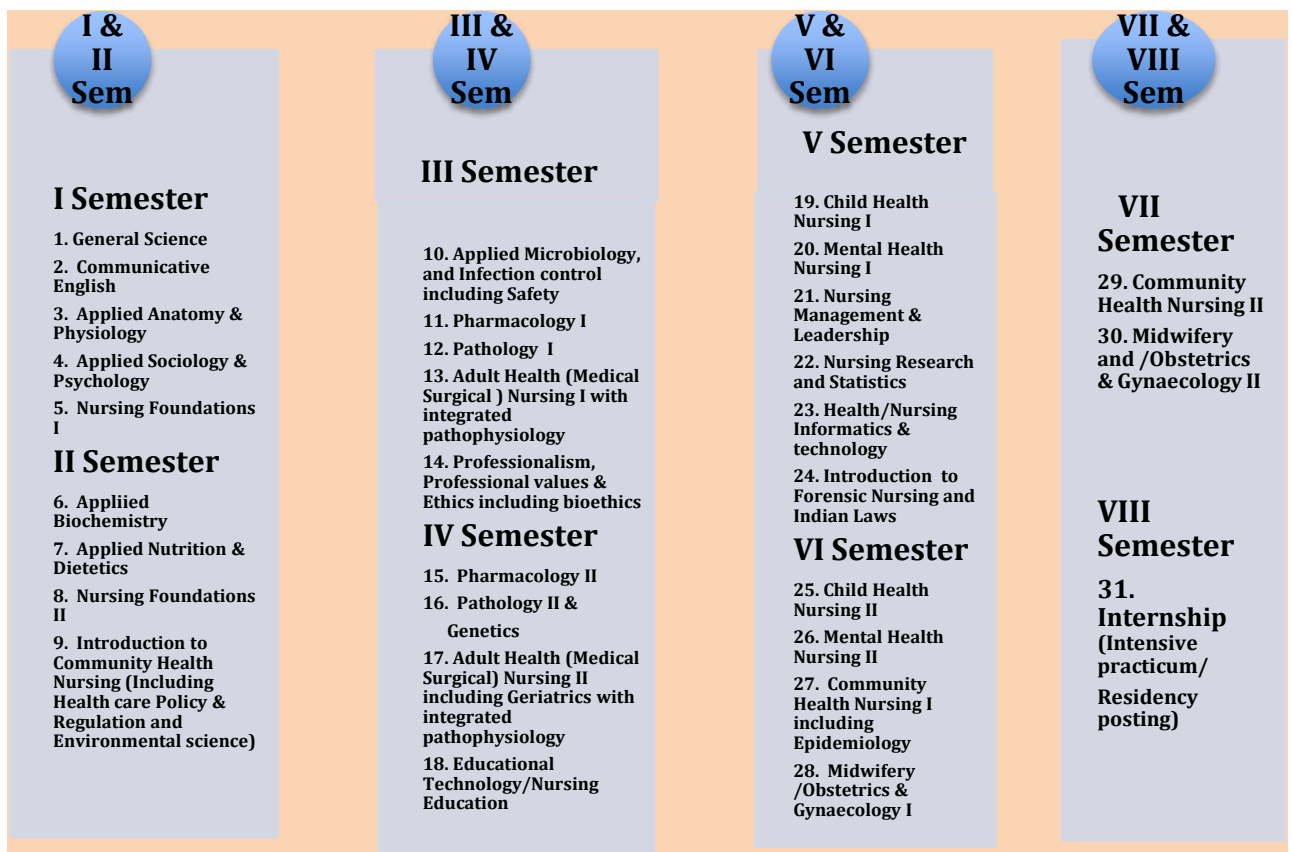 I &
II
Sem
I Semester
1. General Science
2. Communicative
English
3. Applied Anatomy &
Physiology
4. Applied Sociology &
Psychology
5. Nursing Foundations
I
II Semester
6. Appliied
Biochemistry
7. Applied Nutrition &
Dietetics
8. Nursing Foundations
II
9. Introduction to
Community Health
Nursing (Including
Health care Policy &
Regulation and
Environmental science)
III &
IV
Sem
III Semester
10. Applied Microbiology,
and Infection control
including Safety
11. Pharmacology I
12. Pathology I
13. Adult Health (Medical
Surgical ) Nursing I with
integrated
pathophysiology
14. Professionalism,
Professional values &
Ethics including bioethics
IV Semester
15. Pharmacology II
16. Pathology II &
Genetics
17. Adult Health (Medical
Surgical) Nursing II
including Geriatrics with
integrated
pathophysiology
18. Educational
Technology/Nursing
Education
V &
VI
Sem
V Semester
19. Child Health
Nursing I
20. Mental Health
Nursing I
21. Nursing
Management &
Leadership
22. Nursing Research
and Statistics
23. Health/Nursing
Informatics &
technology
24. Introduction to
Forensic Nursing and
Indian Laws
VI Semester
25. Child Health
Nursing II
26. Mental Health
Nursing II
27. Community
Health Nursing I
including
Epidemiology
28. Midwifery
/Obstetrics &
Gynaecology I
VII &
VIII
Sem
VII
Semester
29. Community
Health Nursing II
30. Midwifery
and /Obstetrics
& Gynaecology II
VIII
Semester
31.
Internship
(Intensive
practicum/
Residency
posting)